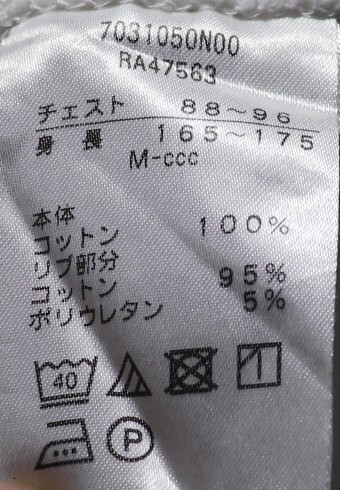 7031050N00
RA47563
チェスト 88～96
身長 165～175
M-ccc
本体
コットン 100%
リブ部分
コットン 95%
ポリウレタン 5%
40
P